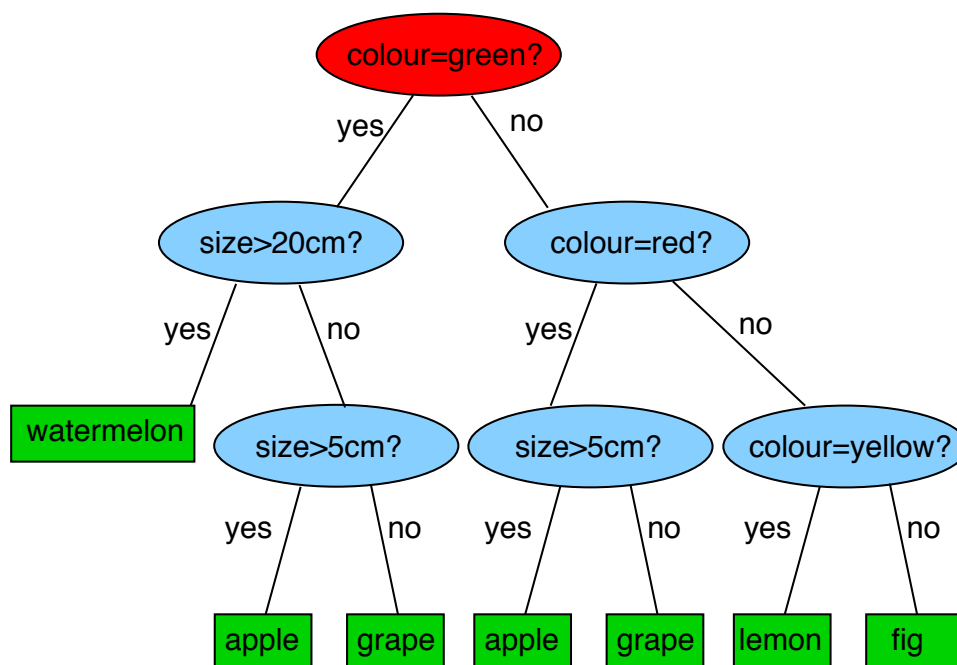 colour=green?
yes
no
size>20cm?
colour=red?
yes
no
yes
no
watermelon
size>5cm?
size>5cm?
colour=yellow?
yes
no
yes
no
yes
no
apple
grape
apple
grape
lemon
fig